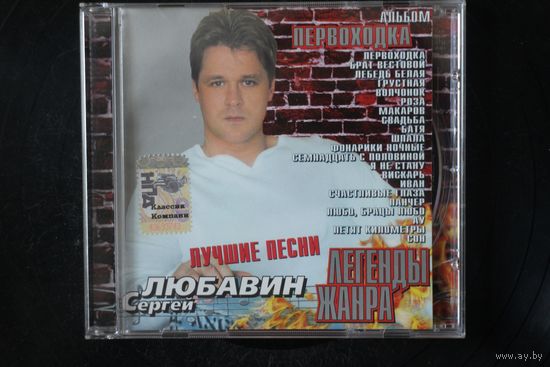 АЛЬБОМ
ПЕРВОХОДКА
ПЕРВОХОДКА
БРАТ ВЕСТОВОЙ
ЛЕБЕДЬ БЕЛАЯ
ГРУСТНАЯ
ВОЛЧОНОК
РОЗА
МАКАРОВ
СВАДЬБА
БАТЯ
ШПАНА
ФОНАРИКИ НОЧНЫЕ
СЕМНАДЦАТЬ С ПОЛОВИНОЙ
Я НЕ СТАНУ
ВИСКАРЬ
ИВАН
СЧАСТЛИВЫЕ ГЛАЗА
ПАНЧЕР
ЛЮБО, БРАТЦЫ ЛЮБО
АУ
ЛЕТЯТ КИЛОМЕТРЫ
СОН
Классик
Компани
ЛУЧШИЕ ПЕСНИ
ЛЮБАВИН
Сергей
ЛЕГЕНДЫ
ЖАНРА
© www.ay.by